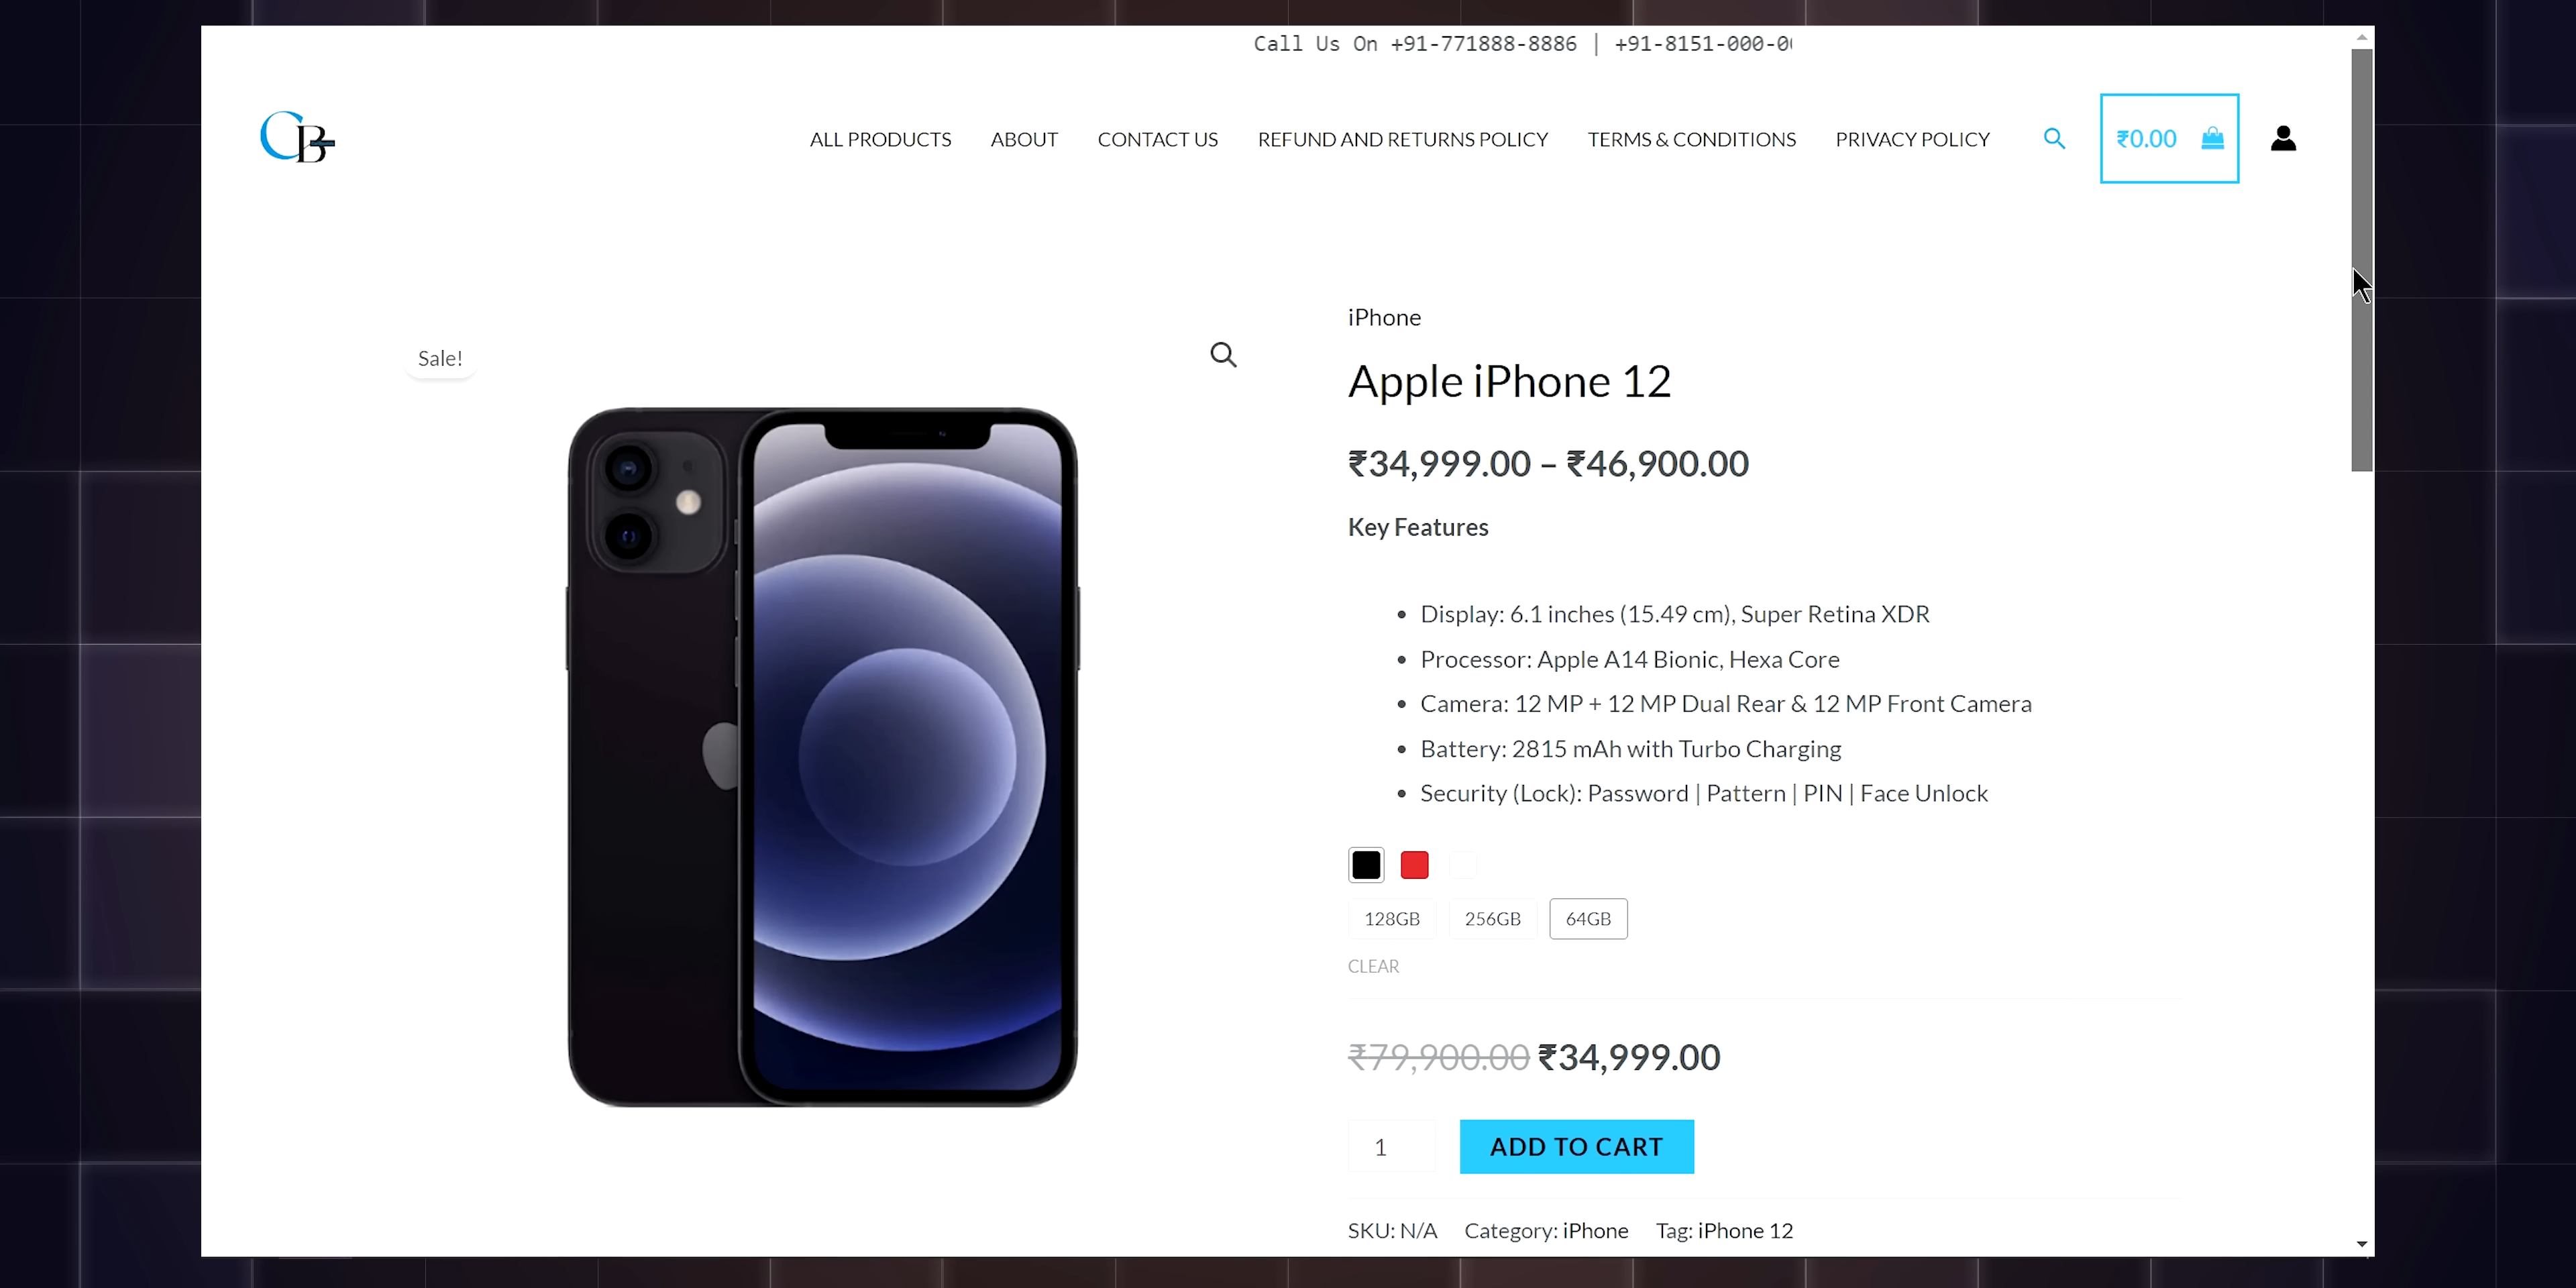 Call Us On +91-771888-8886 | +91-8151-000-0
CB
ALL PRODUCTS ABOUT CONTACT US REFUND AND RETURNS POLICY TERMS & CONDITIONS PRIVACY POLICY ₹0.00
Sale!
iPhone
Apple iPhone 12
₹34,999.00 – ₹46,900.00
Key Features
• Display: 6.1 inches (15.49 cm), Super Retina XDR
• Processor: Apple A14 Bionic, Hexa Core
• Camera: 12 MP + 12 MP Dual Rear & 12 MP Front Camera
• Battery: 2815 mAh with Turbo Charging
• Security (Lock): Password | Pattern | PIN | Face Unlock
128GB 256GB 64GB
CLEAR
₹79,900.00 ₹34,999.00
1 ADD TO CART
SKU: N/A Category: iPhone Tag: iPhone 12